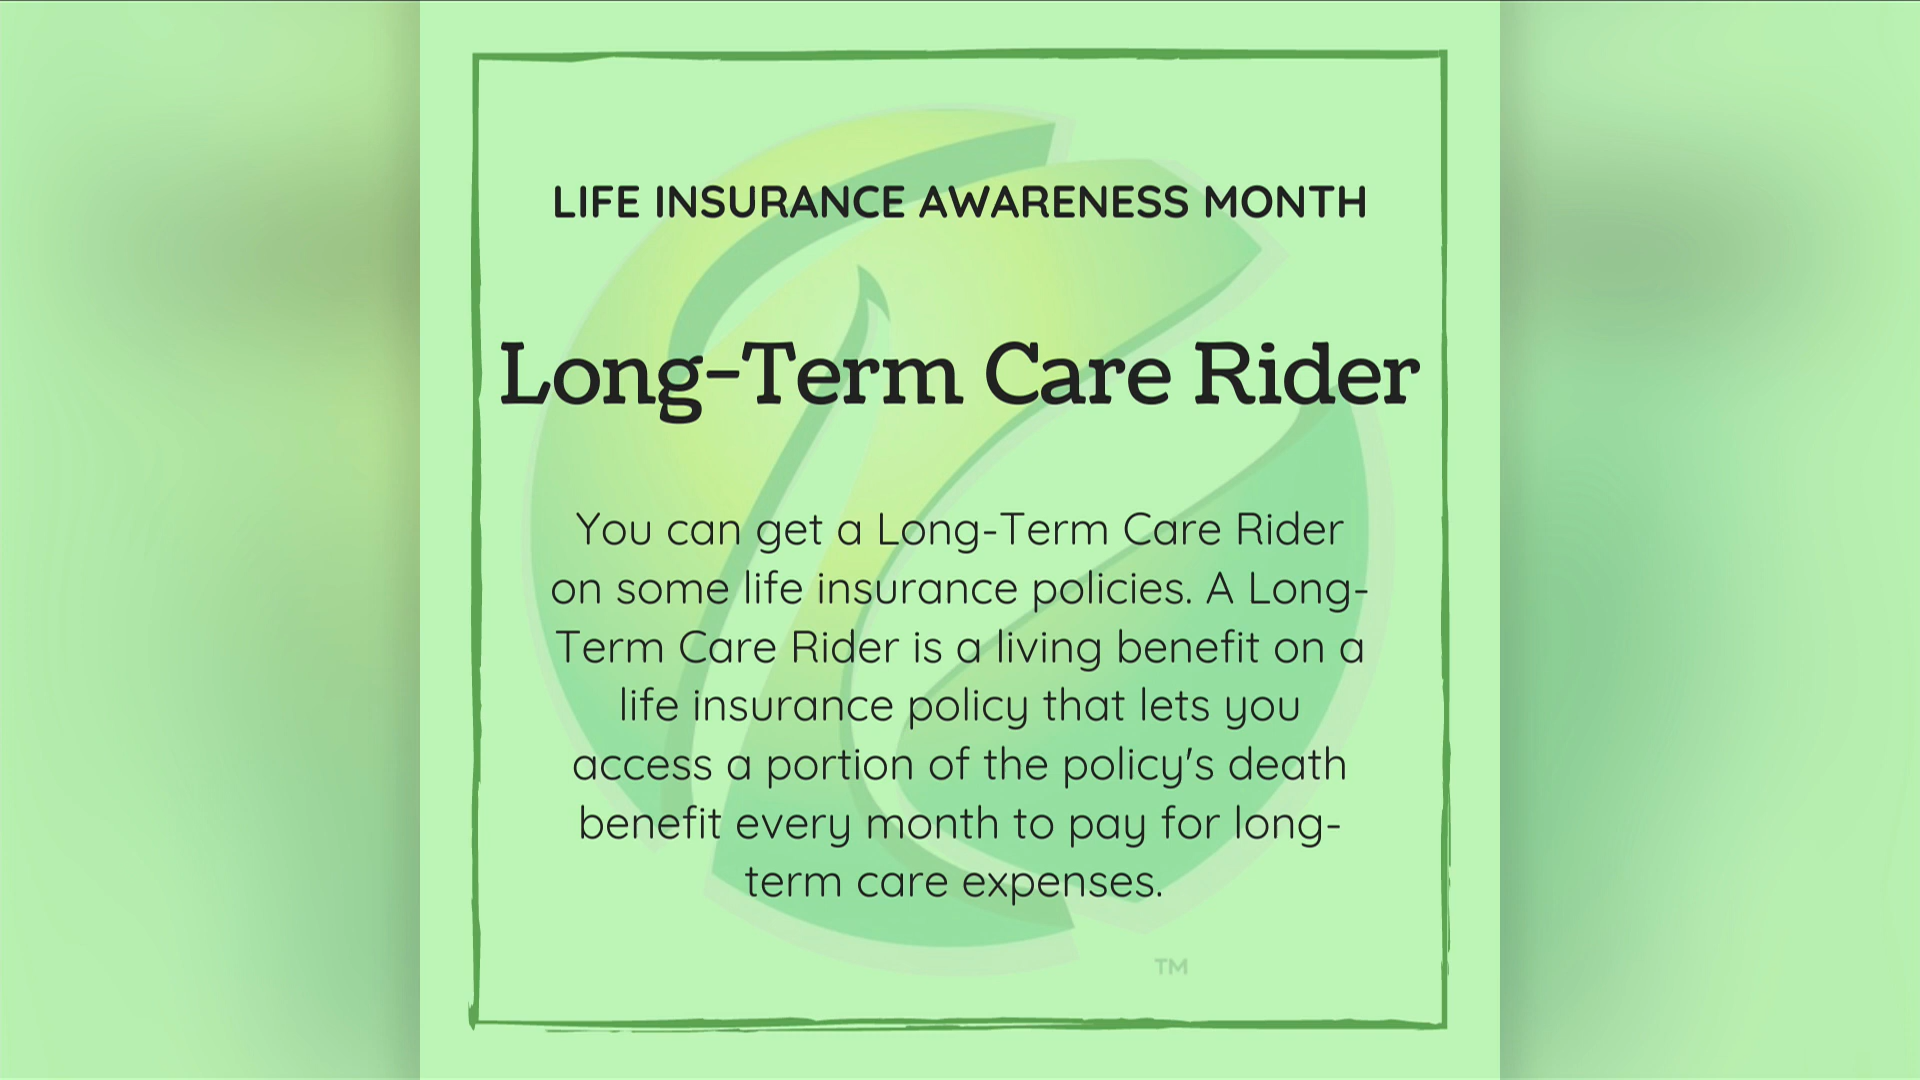 LIFE INSURANCE AWARENESS MONTH
Long-Term Care Rider
You can get a Long-Term Care Rider
on some life insurance policies. A Long-
Term Care Rider is a living benefit on a
life insurance policy that lets you
access a portion of the policy's death
benefit every month to pay for long-
term care expenses.
TM